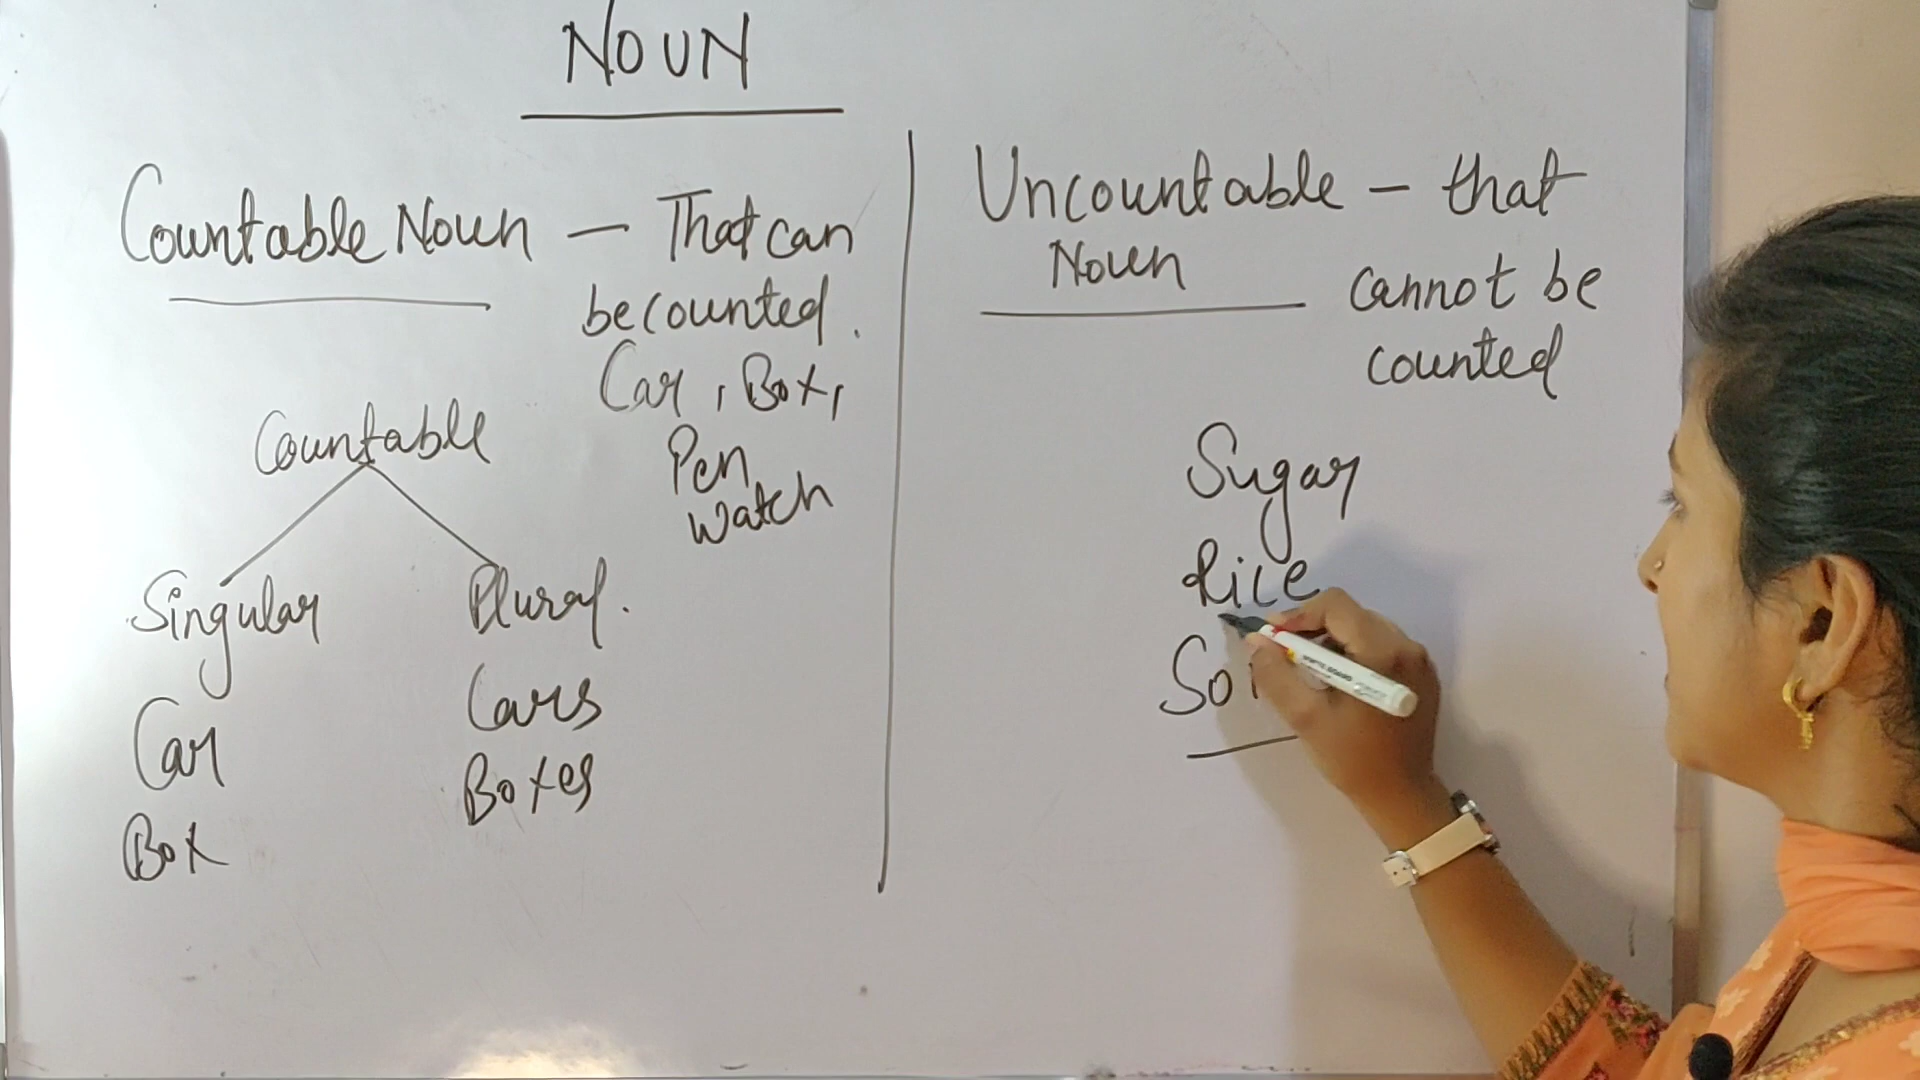 NOUN
Countable Noun — That can
be counted.
Car, Box,
Pen
Watch
Countable
Singular
Plural.
Car
Cars
Box
Boxes
Uncountable — that
Noun
cannot be
counted
Sugar
Rice